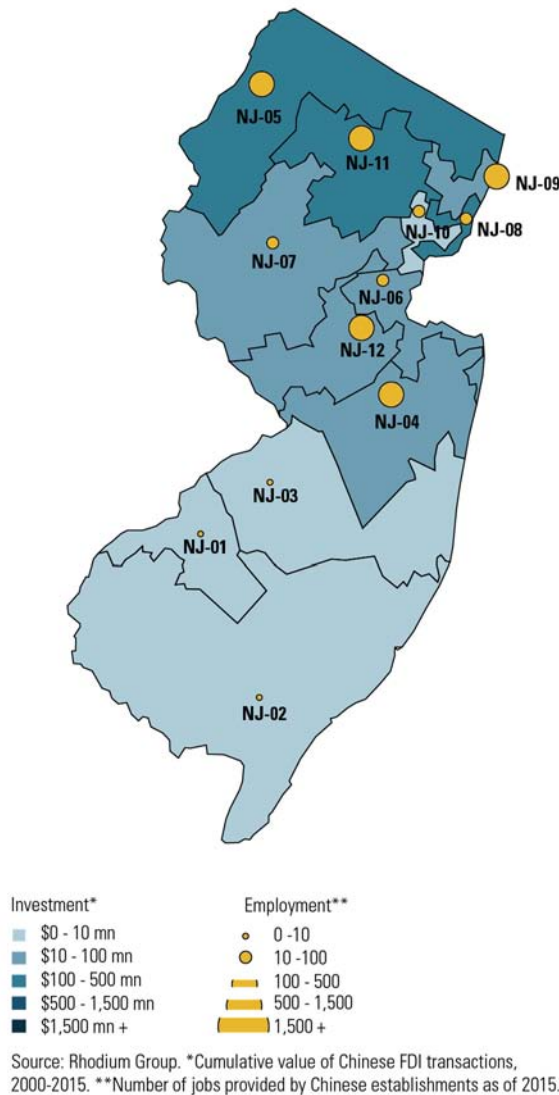 NJ-05
NJ-11
NJ-09
NJ-10
NJ-08
NJ-07
NJ-06
NJ-12
NJ-04
NJ-03
NJ-01
NJ-02
Investment*
$0 - 10 mn
$10 - 100 mn
$100 - 500 mn
$500 - 1,500 mn
$1,500 mn +
Employment**
0 -10
10 -100
100 - 500
500 - 1,500
1,500 +
Source: Rhodium Group. *Cumulative value of Chinese FDI transactions,
2000-2015. **Number of jobs provided by Chinese establishments as of 2015.